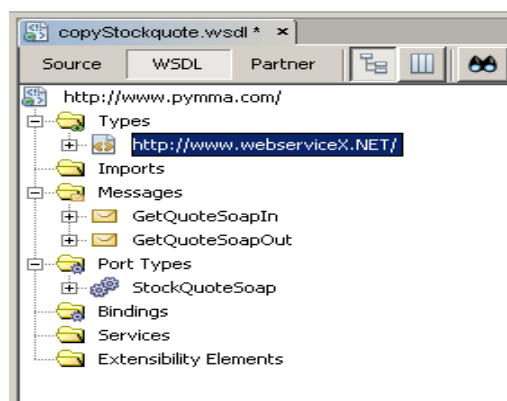 copyStockquote.wsdl * ×
Source WSDL Partner
http://www.pymma.com/
Types
http://www.webserviceX.NET/
Imports
Messages
GetQuoteSoapIn
GetQuoteSoapOut
Port Types
StockQuoteSoap
Bindings
Services
Extensibility Elements